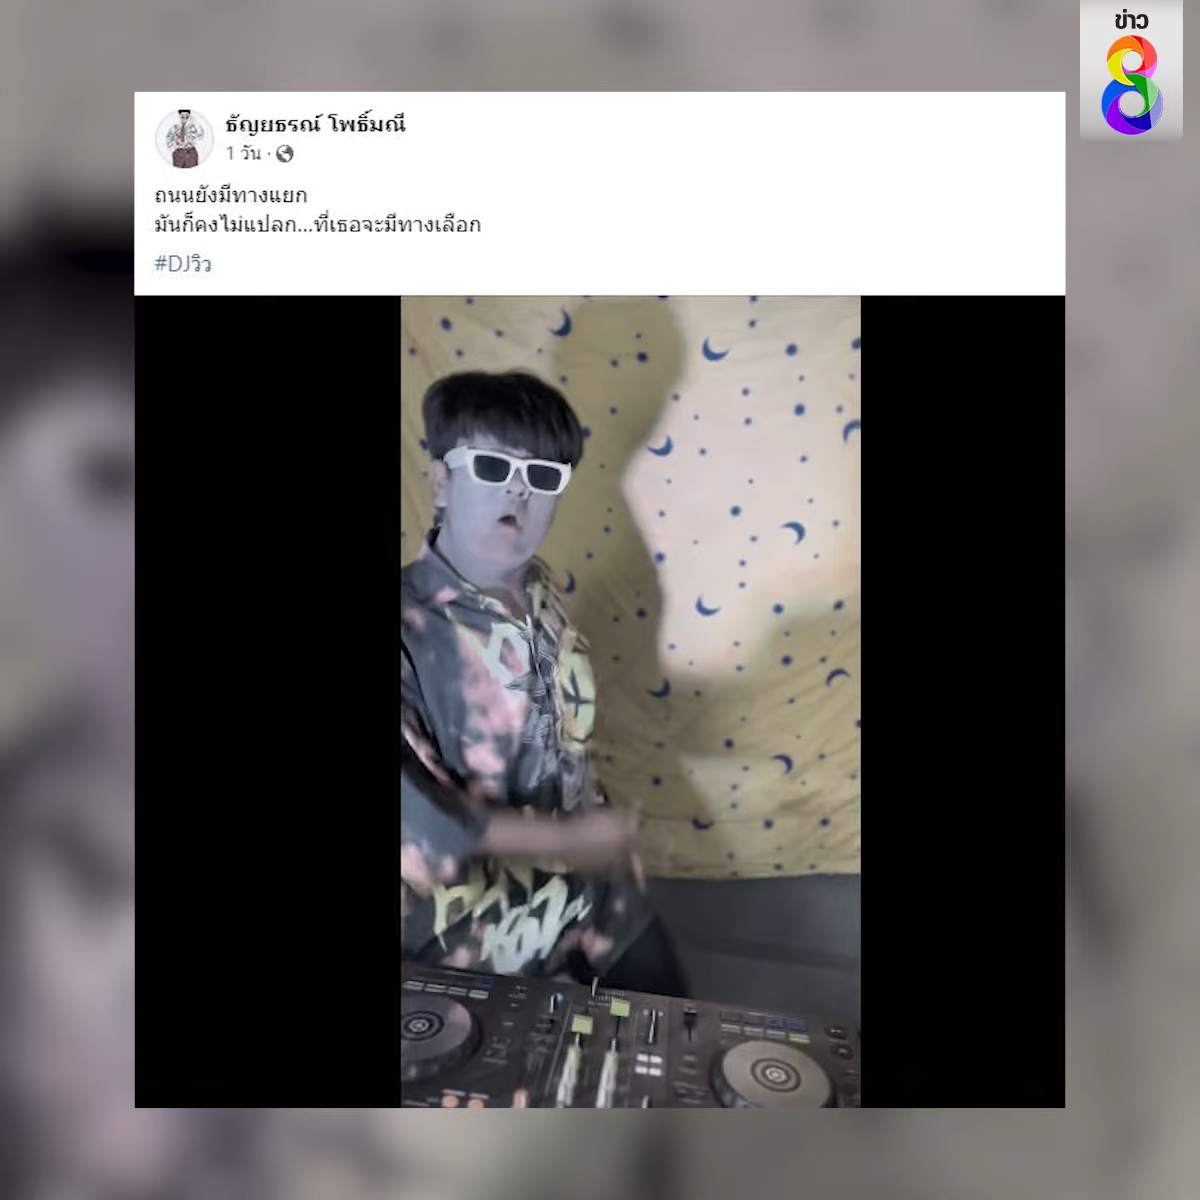 ข่าว
8
ธัญยธรณ์ โพธิ์มณี
1 วัน ·
ถนนยังมีทางแยก
มันก็คงไม่แปลก...ที่เธอจะมีทางเลือก
#DJวิว